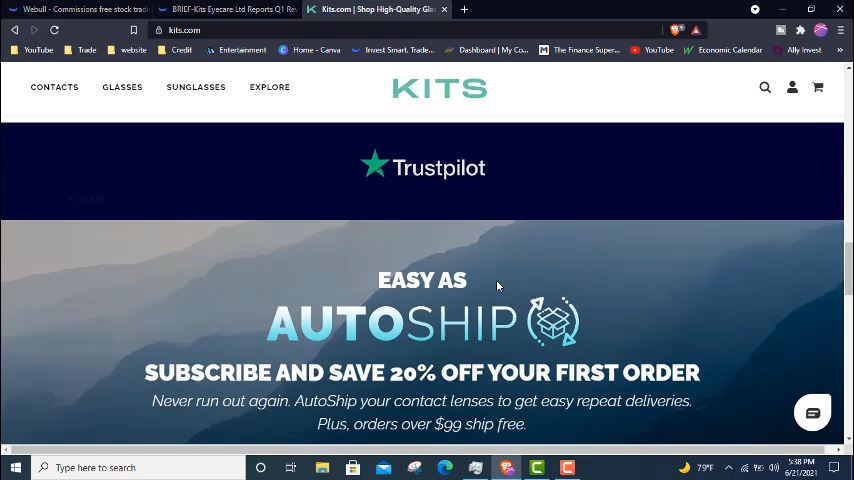 Webull - Commissions free stock trad
BRIEF-Kits Eyecare Ltd Reports Q1 Rev
Kits.com | Shop High-Quality Gla
kits.com
YouTube
Trade
website
Credit
Entertainment
Home - Canva
Invest Smart, Trade...
Dashboard | My Co...
The Finance Super...
YouTube
Economic Calendar
Ally Invest
CONTACTS
GLASSES
SUNGLASSES
EXPLORE
KITS
Trustpilot
EASY AS
AUTOSHIP
SUBSCRIBE AND SAVE 20% OFF YOUR FIRST ORDER
Never run out again. AutoShip your contact lenses to get easy repeat deliveries.
Plus, orders over $99 ship free.
Type here to search
79°F
5:38 PM
6/21/2021